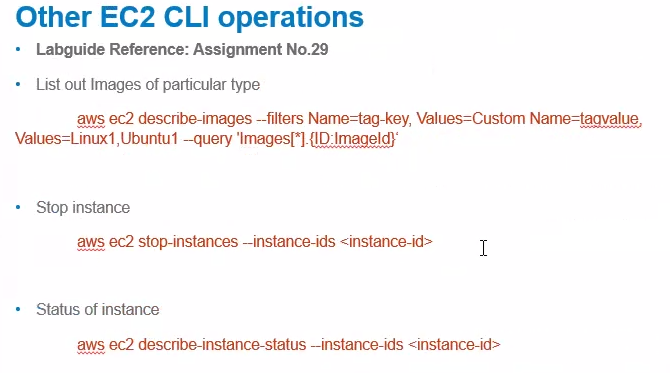 Other EC2 CLI operations
• Labguide Reference: Assignment No.29
• List out Images of particular type
aws ec2 describe-images --filters Name=tag-key, Values=Custom Name=tagvalue,
Values=Linux1,Ubuntu1 --query 'Images[*].{ID:ImageId}‘
• Stop instance
aws ec2 stop-instances --instance-ids <instance-id>
• Status of instance
aws ec2 describe-instance-status --instance-ids <instance-id>